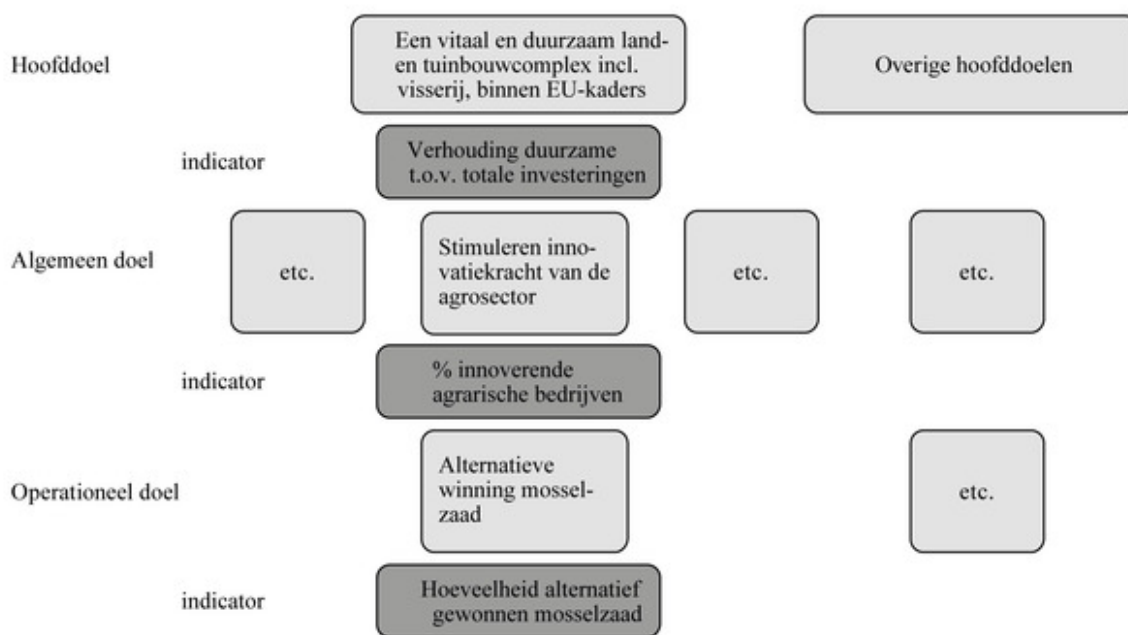 Hoofddoel
Een vitaal en duurzaam land-
en tuinbouwcomplex incl.
visserij, binnen EU-kaders
Overige hoofddoelen
indicator
Verhouding duurzame
t.o.v. totale investeringen
Algemeen doel
etc.
Stimuleren inno-
vatiekracht van de
agrosector
etc.
etc.
indicator
% innoverende
agrarische bedrijven
Operationeel doel
Alternatieve
winning mossel-
zaad
etc.
indicator
Hoeveelheid alternatief
gewonnen mosselzaad